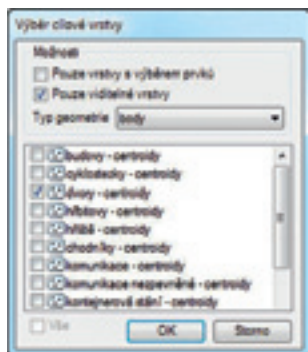 Výběr cílové vrstvy
Možnosti
Pouze vrstvy s výběrem prvků
Pouze viditelné vrstvy
Typ geometrie body
budovy - centroidy
cyklostezky - centroidy
dvory - centroidy
hřbitovy - centroidy
hřiště - centroidy
chodníky - centroidy
komunikace - centroidy
komunikace nezpevněné - centroidy
kontejnerová stání - centroidy
Vše
OK
Storno